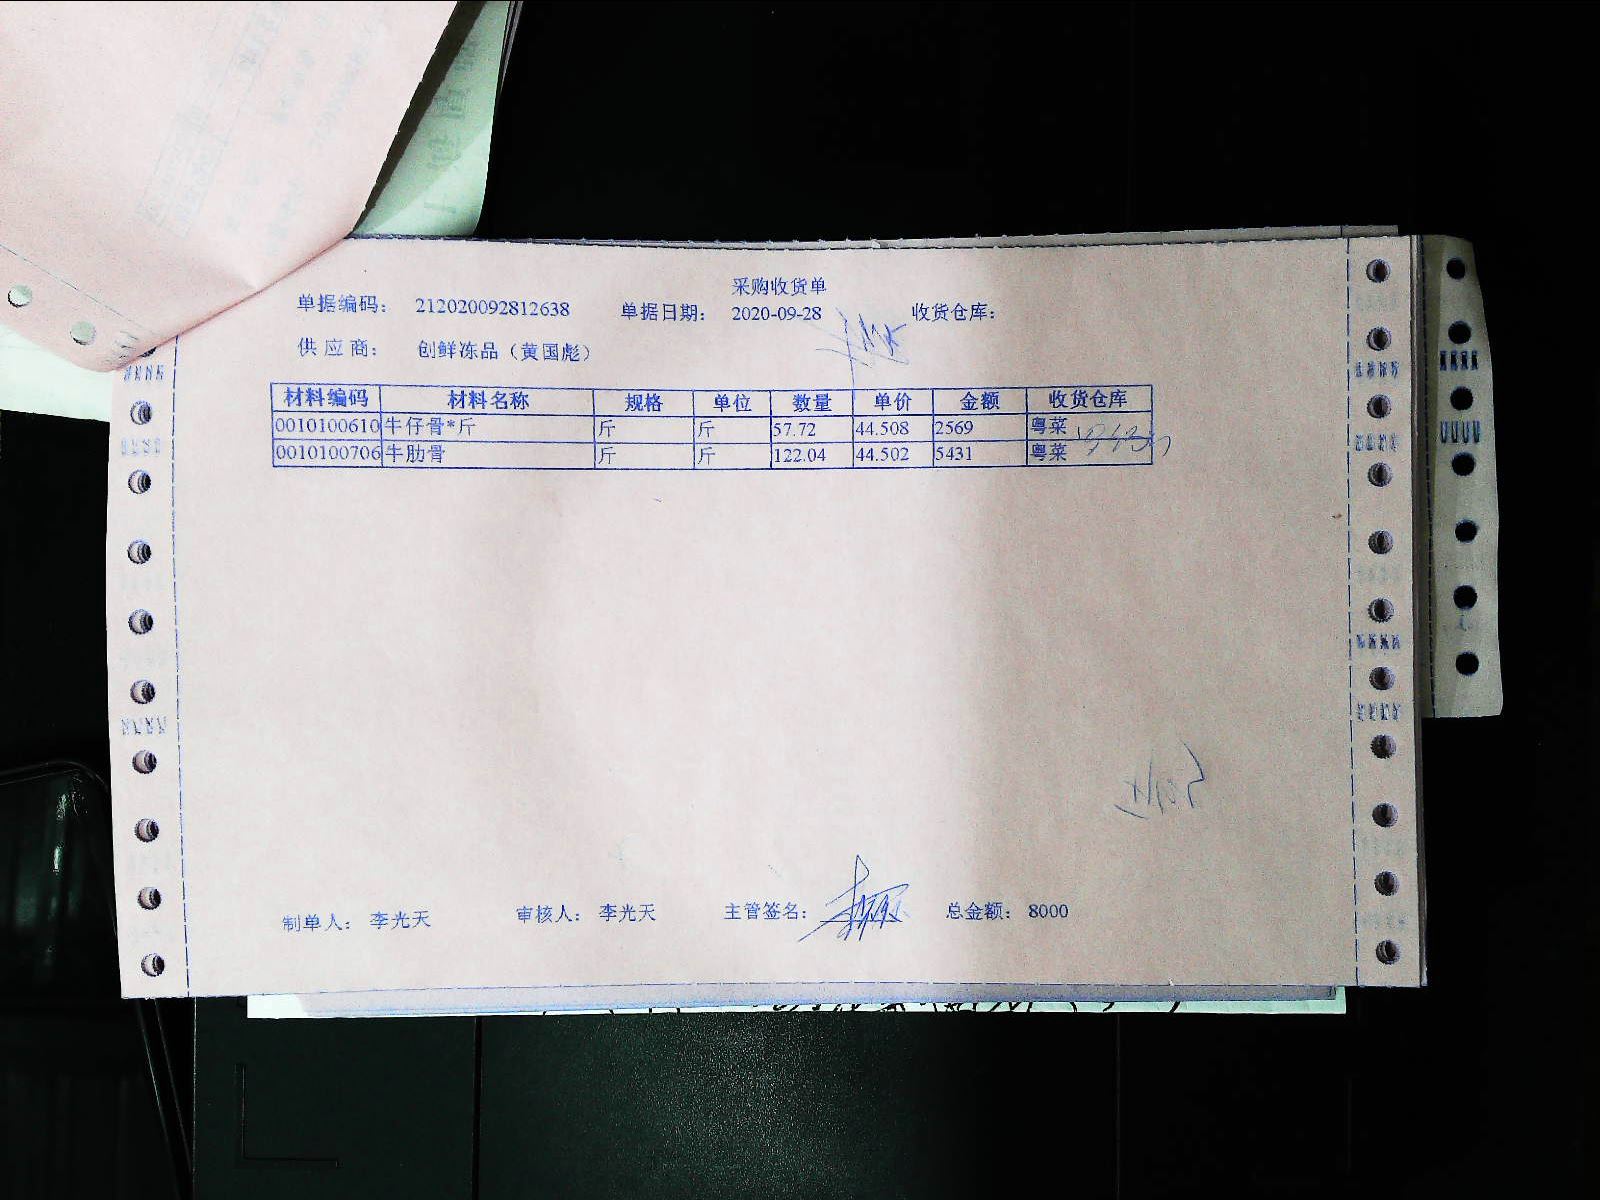 采购收货单
单据编码： 212020092812638 单据日期： 2020-09-28 收货仓库：
供应商： 创鲜冻品（黄国彪）
材料编码 材料名称 规格 单位 数量 单价 金额 收货仓库
0010100610 牛仔骨*斤 斤 斤 57.72 44.508 2569 粤菜
0010100706 牛肋骨 斤 斤 122.04 44.502 5431 粤菜
制单人： 李光天 审核人： 李光天 主管签名： 总金额： 8000